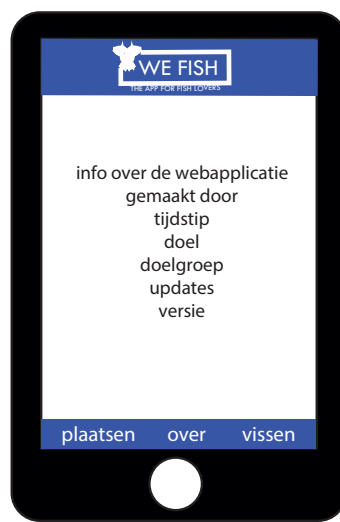 WE FISH
THE APP FOR FISH LOVERS
info over de webapplicatie
gemaakt door
tijdstip
doel
doelgroep
updates
versie
plaatsen over vissen